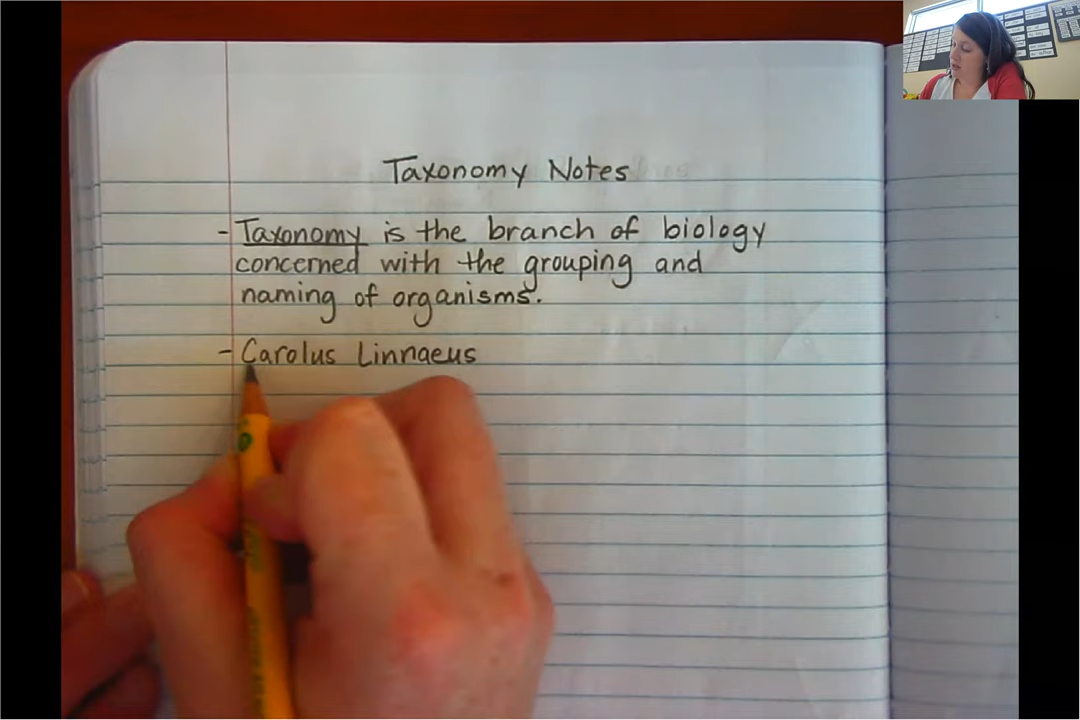 Taxonomy Notes
- Taxonomy is the branch of biology
concerned with the grouping and
naming of organisms.
- Carolus Linnaeus